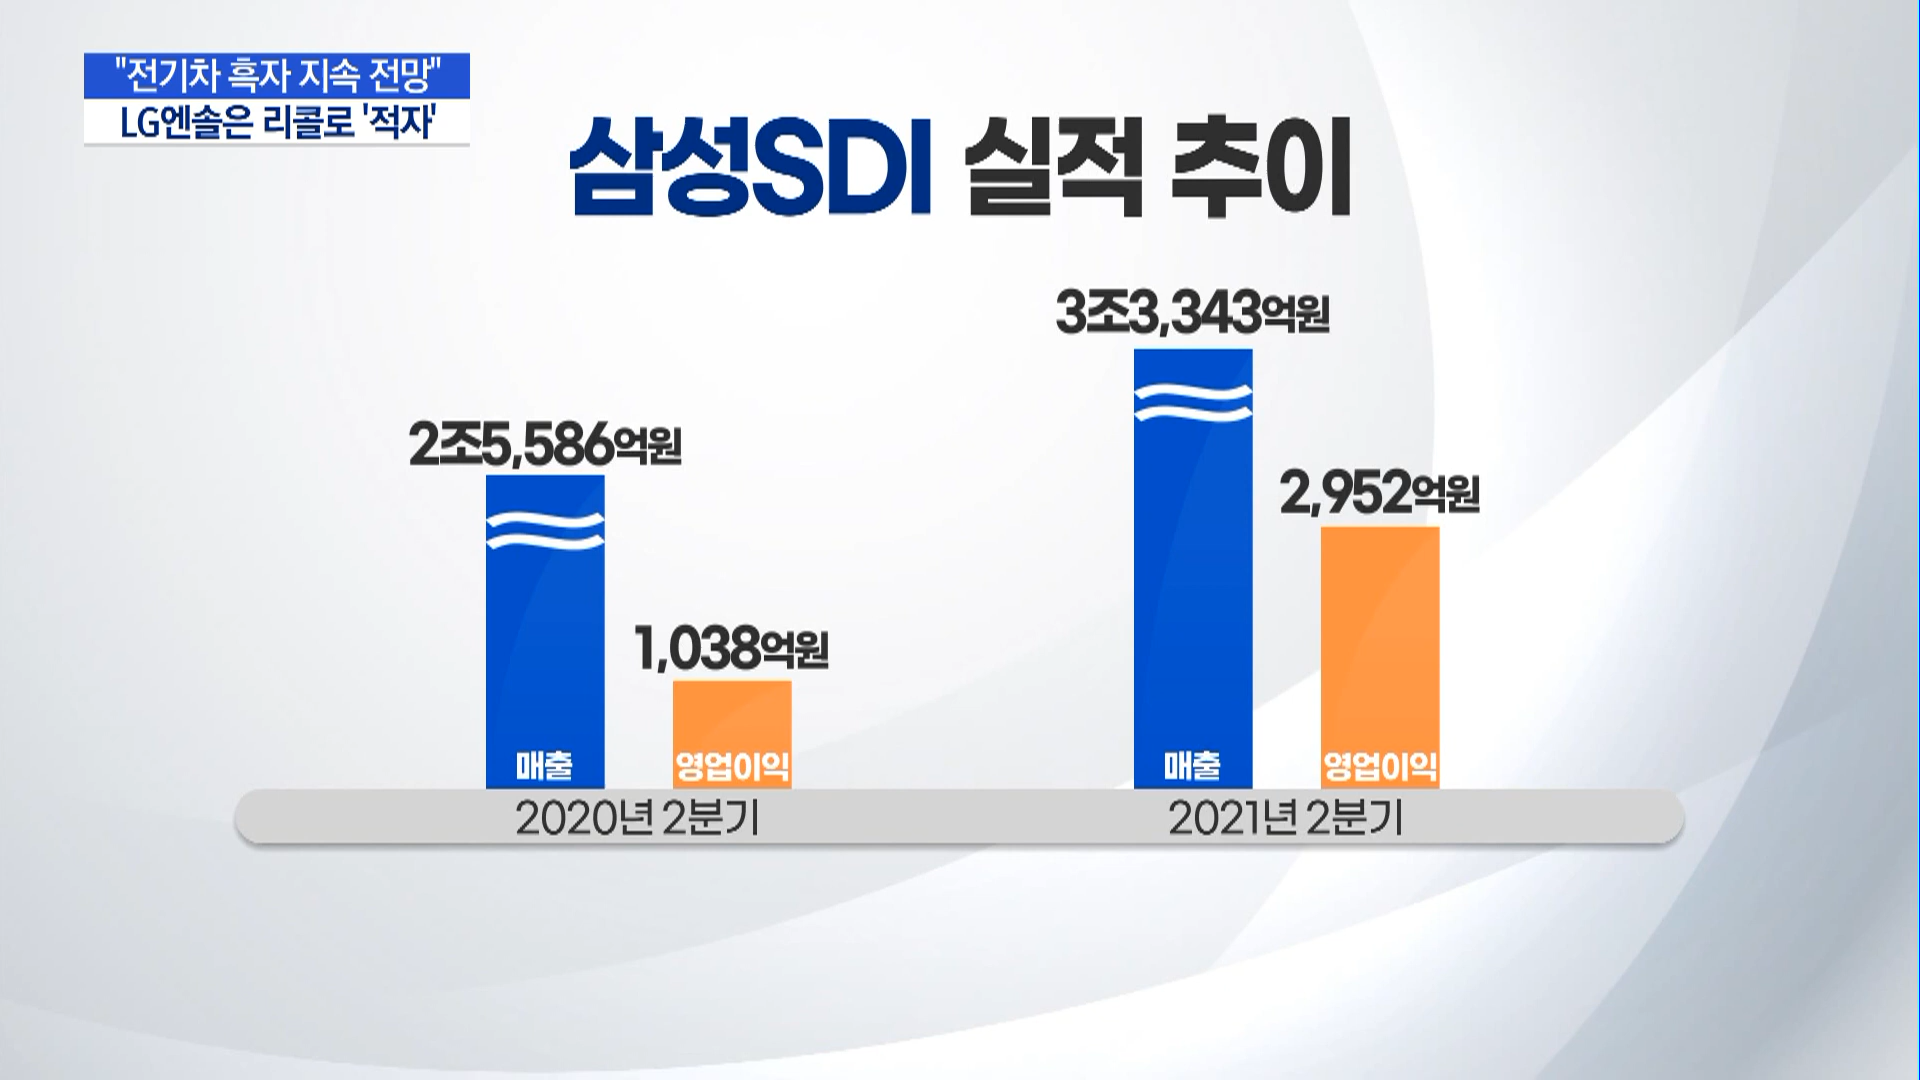 "전기차 흑자 지속 전망"
LG엔솔은 리콜로 '적자'
삼성SDI 실적 추이
2조5,586억원
1,038억원
3조3,343억원
2,952억원
매출
영업이익
매출
영업이익
2020년 2분기
2021년 2분기